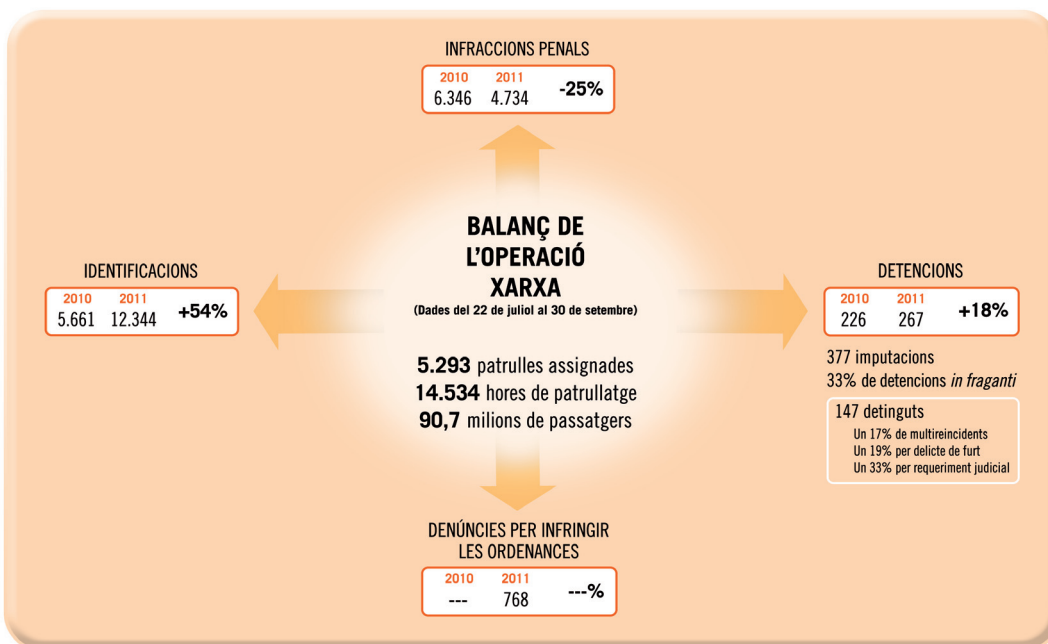 INFRACCIONS PENALS
2010 2011
6.346 4.734 -25%
BALANÇ DE
L'OPERACIÓ
XARXA
(Dades del 22 de juliol al 30 de setembre)
5.293 patrulles assignades
14.534 hores de patrullatge
90,7 milions de passatgers
IDENTIFICACIONS
2010 2011
5.661 12.344 +54%
DETENCIONS
2010 2011
226 267 +18%
377 imputacions
33% de detencions in fraganti
147 detinguts
Un 17% de multireincidents
Un 19% per delicte de furt
Un 33% per requeriment judicial
DENÚNCIES PER INFRINGIR
LES ORDENANCES
2010 2011
--- 768 ---%